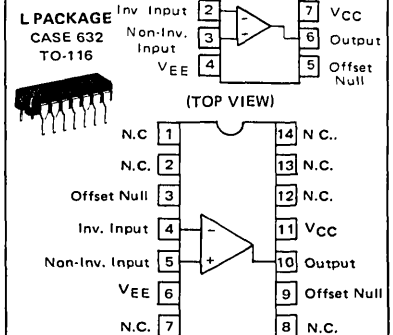 L PACKAGE
CASE 632
TO-116
Inv Input 2
Non-Inv. Input 3
VEE 4
7 VCC
6 Output
5 Offset Null
(TOP VIEW)
N.C 1
14 N C..
N.C. 2
13 N.C.
Offset Null 3
12 N.C.
Inv. Input 4
11 VCC
Non-Inv. Input 5
10 Output
VEE 6
9 Offset Null
N.C. 7
8 N.C.